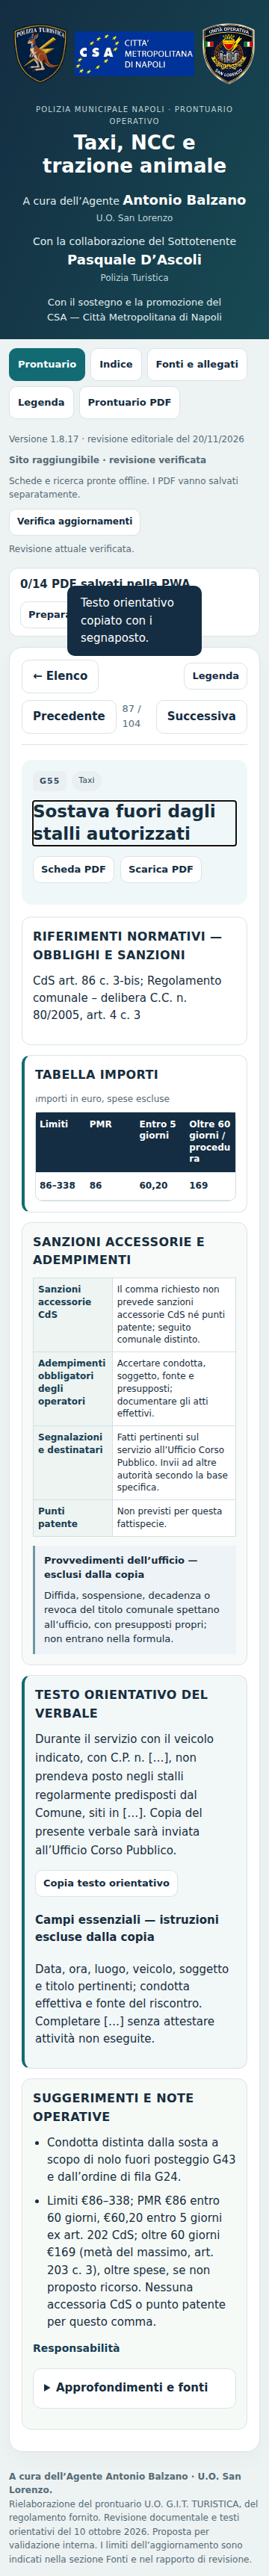 POLIZIA TURISTICA
CSA
CITTA'
METROPOLITANA
DI NAPOLI
UNITÀ OPERATIVA
SAN LORENZO
POLIZIA MUNICIPALE NAPOLI · PRONTUARIO
OPERATIVO
Taxi, NCC e
trazione animale
A cura dell’Agente Antonio Balzano
U.O. San Lorenzo
Con la collaborazione del Sottotenente
Pasquale D’Ascoli
Polizia Turistica
Con il sostegno e la promozione del
CSA — Città Metropolitana di Napoli
Prontuario
Indice
Fonti e allegati
Legenda
Prontuario PDF
Versione 1.8.17 · revisione editoriale del 20/11/2026
Sito raggiungibile · revisione verificata
Schede e ricerca pronte offline. I PDF vanno salvati
separatamente.
Verifica aggiornamenti
Revisione attuale verificata.
0/14 PDF salvati nella PWA
Prepara
Testo orientativo
copiato con i
segnaposto.
← Elenco
Legenda
Precedente
87 /
104
Successiva
G55
Taxi
Sostava fuori dagli
stalli autorizzati
Scheda PDF
Scarica PDF
RIFERIMENTI NORMATIVI —
OBBLIGHI E SANZIONI
CdS art. 86 c. 3-bis; Regolamento
comunale – delibera C.C. n.
80/2005, art. 4 c. 3
TABELLA IMPORTI
Importi in euro, spese escluse
Limiti PMR Entro 5 giorni Oltre 60 giorni / procedura
86–338 86 60,20 169
SANZIONI ACCESSORIE E
ADEMPIMENTI
Sanzioni accessorie CdS
Il comma richiesto non
prevede sanzioni
accessorie CdS né punti
patente; seguito
comunale distinto.
Adempimenti obbligatori degli operatori
Accertare condotta,
soggetto, fonte e
presupposti;
documentare gli atti
effettivi.
Segnalazioni e destinatari
Fatti pertinenti sul
servizio all’Ufficio Corso
Pubblico. Invii ad altre
autorità secondo la base
specifica.
Punti patente
Non previsti per questa
fattispecie.
Provvedimenti dell’ufficio —
esclusi dalla copia
Diffida, sospensione, decadenza o
revoca del titolo comunale spettano
all’ufficio, con presupposti propri;
non entrano nella formula.
TESTO ORIENTATIVO DEL
VERBALE
Durante il servizio con il veicolo
indicato, con C.P. n. […], non
prendeva posto negli stalli
regolarmente predisposti dal
Comune, siti in […]. Copia del
presente verbale sarà inviata
all’Ufficio Corso Pubblico.
Copia testo orientativo
Campi essenziali — istruzioni
escluse dalla copia
Data, ora, luogo, veicolo, soggetto
e titolo pertinenti; condotta
effettiva e fonte del riscontro.
Completare […] senza attestare
attività non eseguite.
SUGGERIMENTI E NOTE
OPERATIVE
• Condotta distinta dalla sosta a
scopo di nolo fuori posteggio G43
e dall’ordine di fila G24.
• Limiti €86–338; PMR €86 entro
60 giorni, €60,20 entro 5 giorni
ex art. 202 CdS; oltre 60 giorni
€169 (metà del massimo, art.
203 c. 3), oltre spese, se non
proposto ricorso. Nessuna
accessoria CdS o punto patente
per questo comma.
Responsabilità
▶ Approfondimenti e fonti
A cura dell’Agente Antonio Balzano · U.O. San
Lorenzo.
Rielaborazione del prontuario U.O. G.I.T. TURISTICA, del
regolamento fornito. Revisione documentale e testi
orientativi del 10 ottobre 2026. Proposta per
validazione interna. I limiti dell’aggiornamento sono
indicati nella sezione Fonti e nel rapporto di revisione.